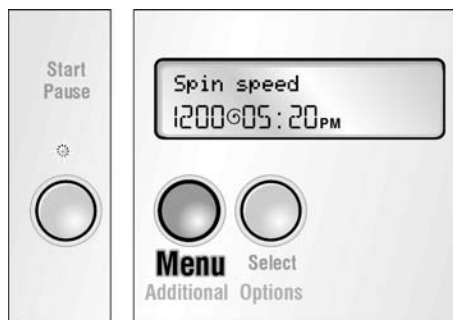 Start
Pause
Spin speed
1200 05:20PM
Menu
Select
Additional Options